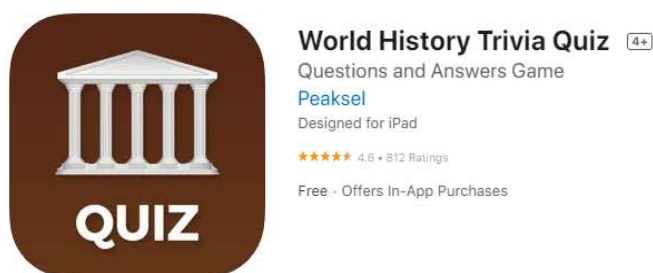 QUIZ
World History Trivia Quiz 4+
Questions and Answers Game
Peaksel
Designed for iPad
4.6 • 812 Ratings
Free · Offers In-App Purchases